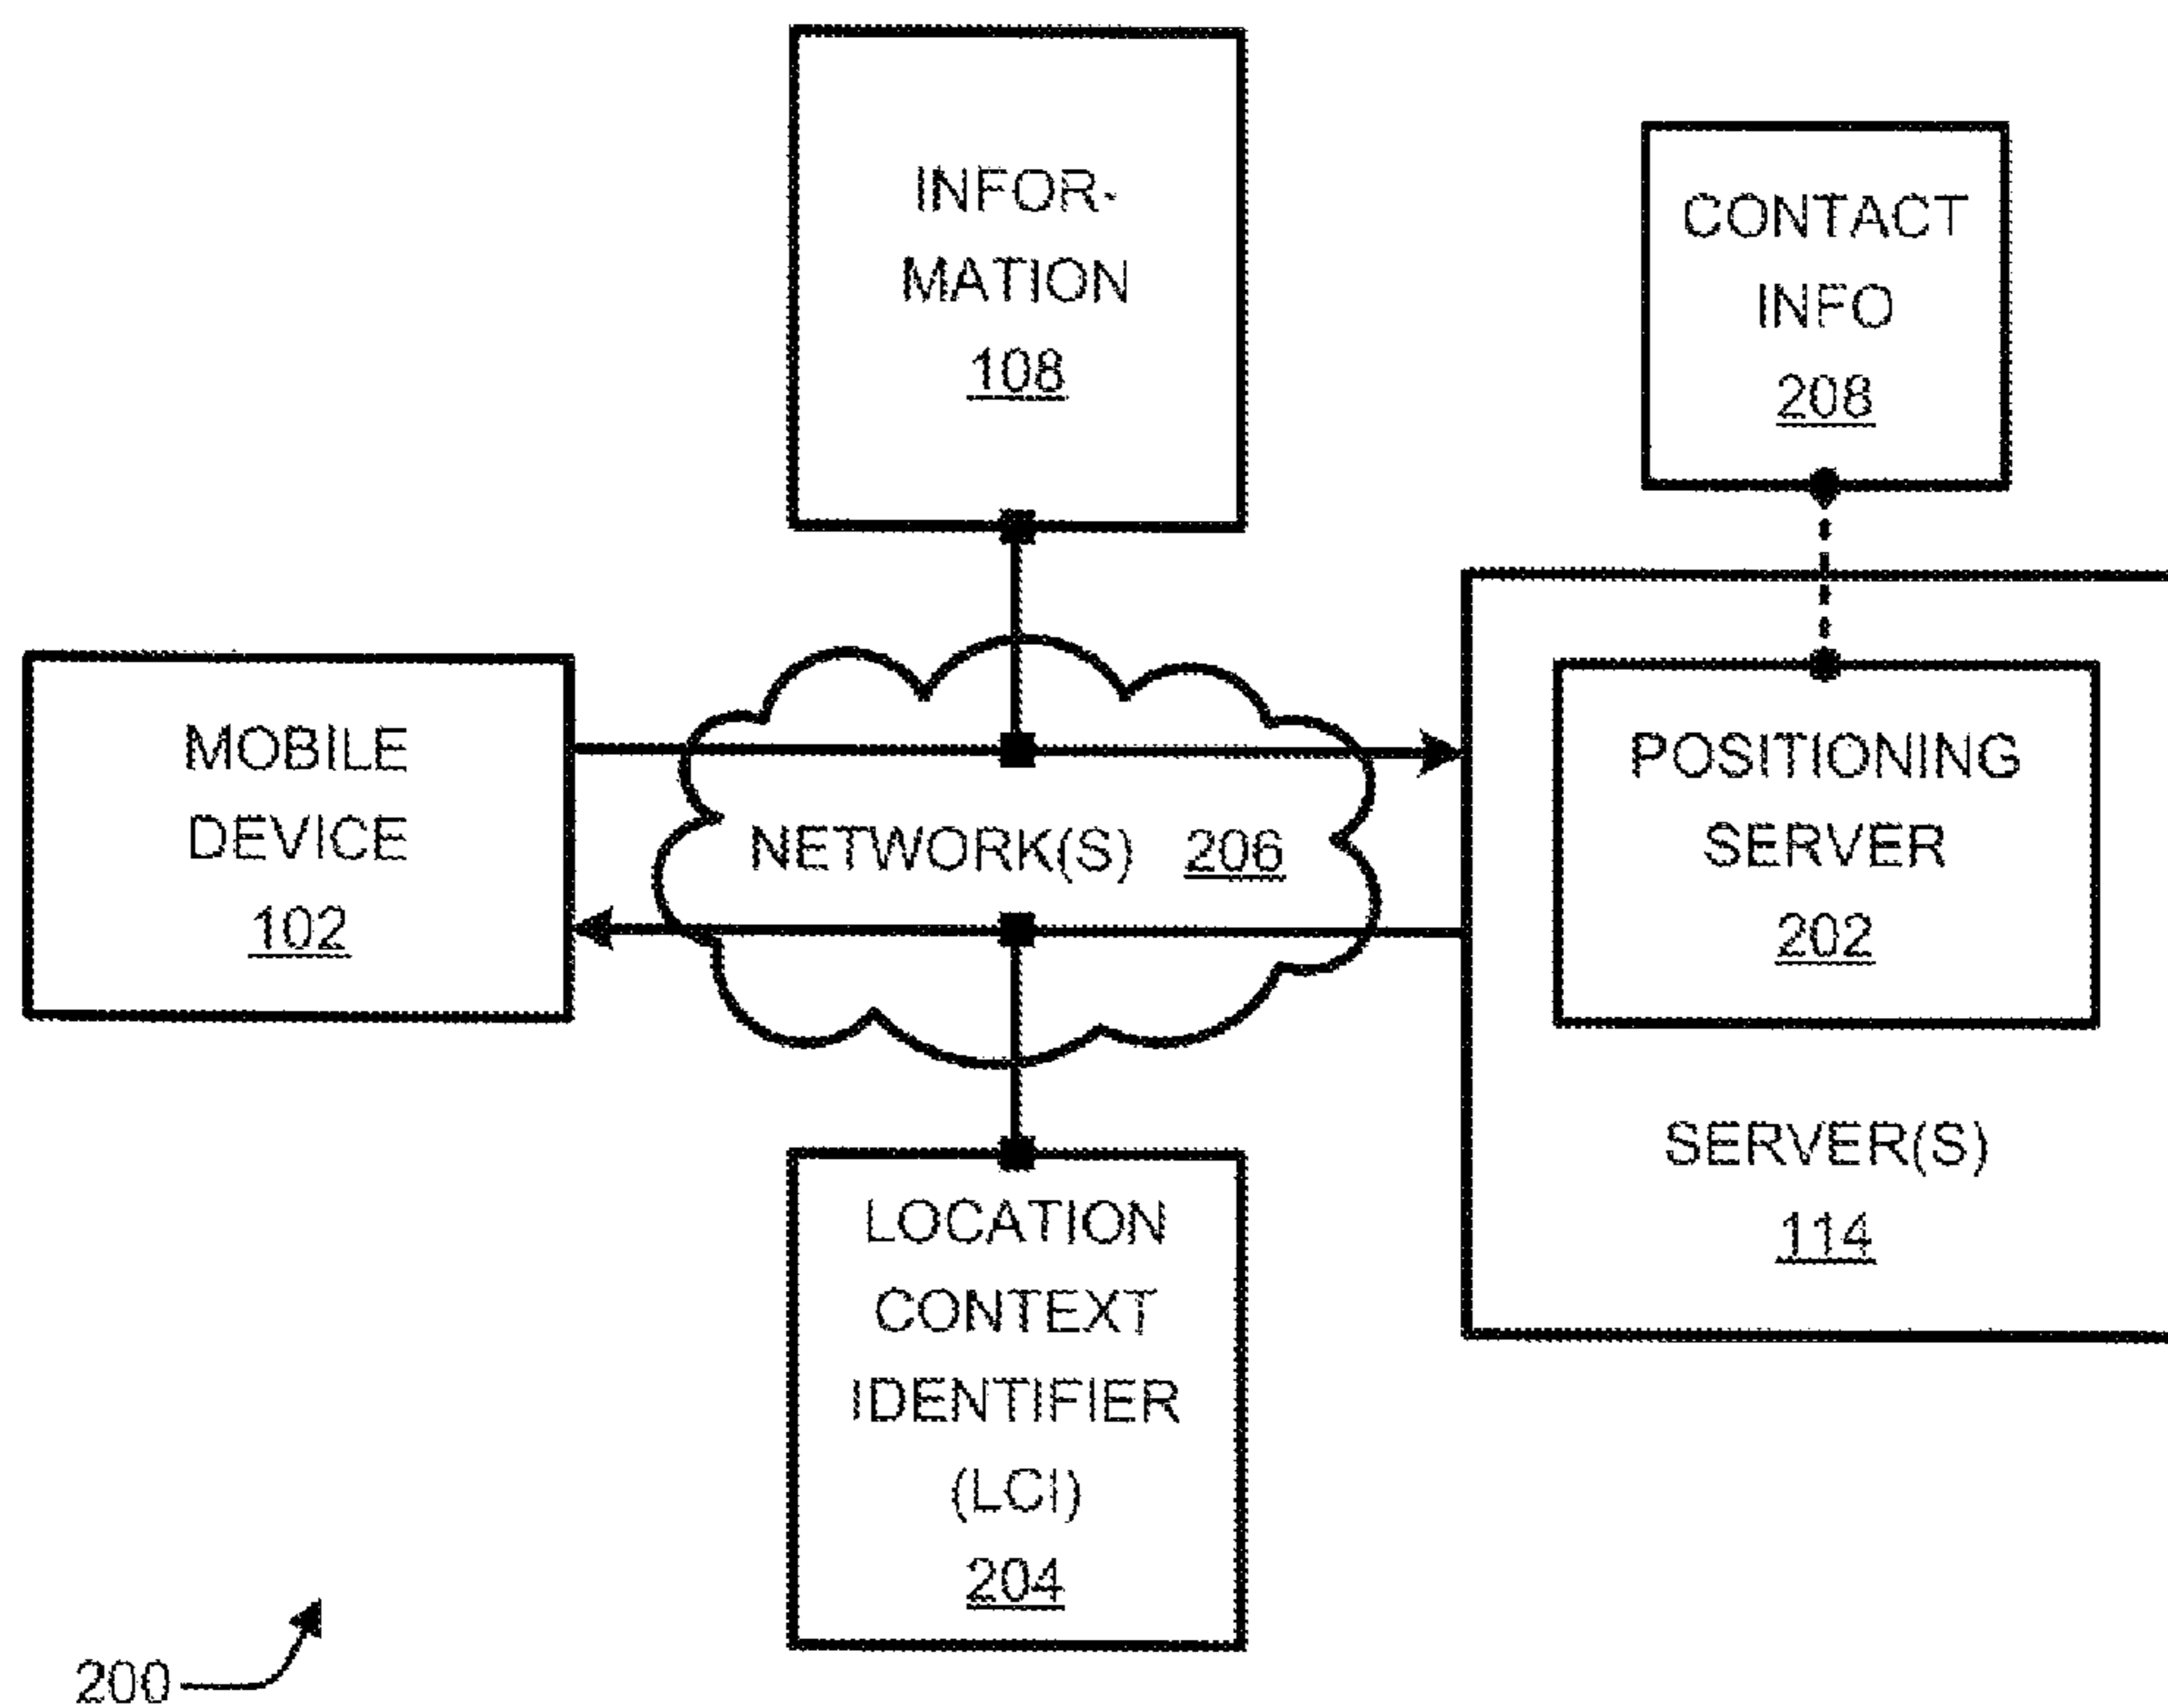 INFOR-
MATION
108
CONTACT
INFO
208
MOBILE
DEVICE
102
NETWORK(S) 206
POSITIONING
SERVER
202
SERVER(S)
114
LOCATION
CONTEXT
IDENTIFIER
(LCI)
204
200